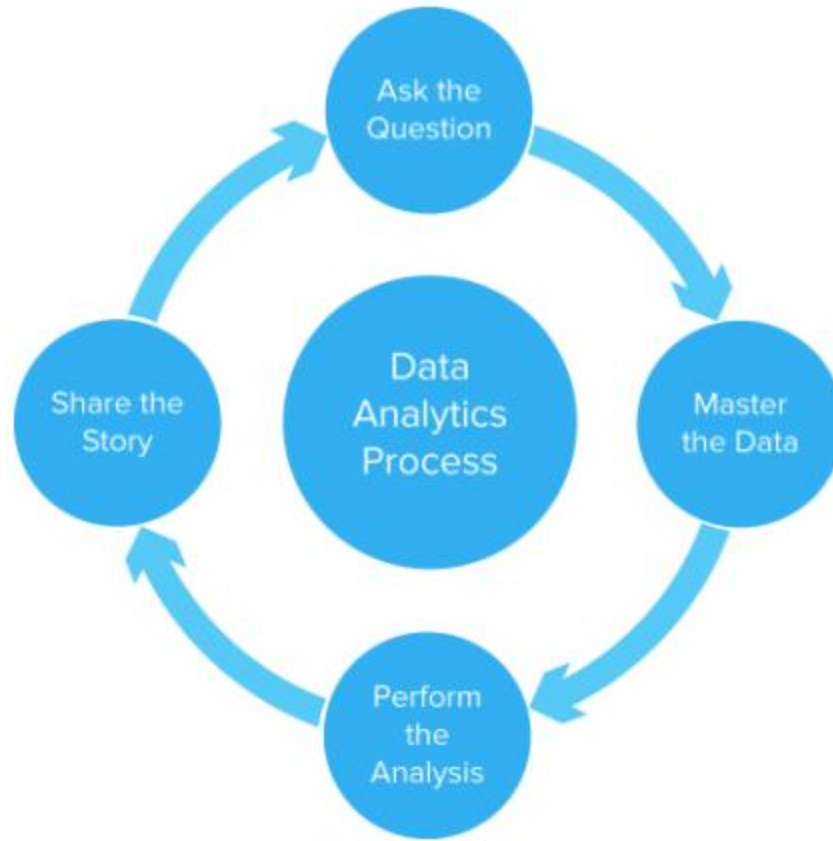 Ask the
Question
Master
the Data
Perform
the
Analysis
Share the
Story
Data
Analytics
Process